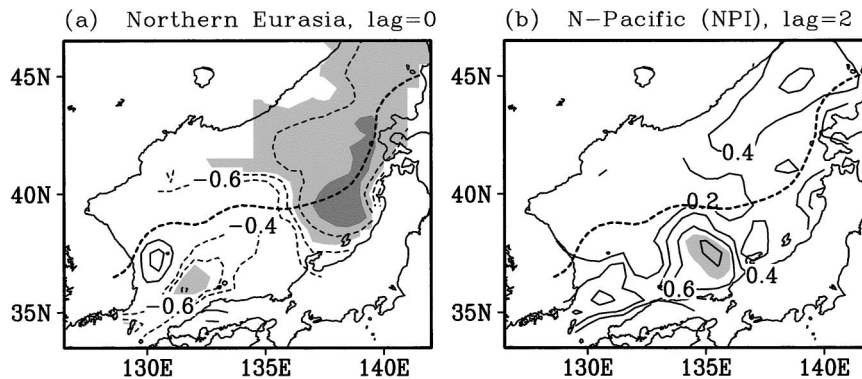 (a) Northern Eurasia, lag=0
(b) N-Pacific (NPI), lag=2
45N
40N
35N
130E
135E
140E
-0.6
-0.4
-0.6
45N
40N
35N
130E
135E
140E
0.4
0.2
0.4
0.6